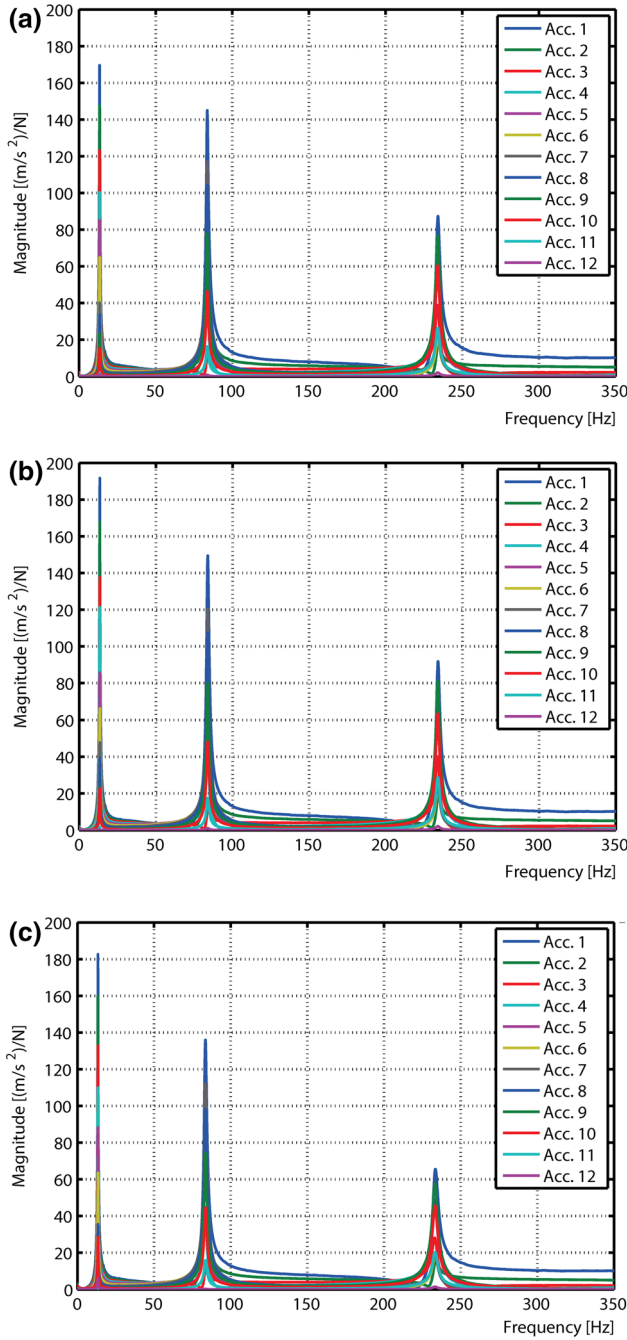 (a)
200
180
160
140
120
100
80
60
40
20
0
Magnitude [(m/s²)/N]
0 50 100 150 200 250 300 350
Frequency [Hz]
Acc. 1
Acc. 2
Acc. 3
Acc. 4
Acc. 5
Acc. 6
Acc. 7
Acc. 8
Acc. 9
Acc. 10
Acc. 11
Acc. 12
(b)
200
180
160
140
120
100
80
60
40
20
0
Magnitude [(m/s²)/N]
0 50 100 150 200 250 300 350
Frequency [Hz]
Acc. 1
Acc. 2
Acc. 3
Acc. 4
Acc. 5
Acc. 6
Acc. 7
Acc. 8
Acc. 9
Acc. 10
Acc. 11
Acc. 12
(c)
200
180
160
140
120
100
80
60
40
20
0
Magnitude [(m/s²)/N]
0 50 100 150 200 250 300 350
Frequency [Hz]
Acc. 1
Acc. 2
Acc. 3
Acc. 4
Acc. 5
Acc. 6
Acc. 7
Acc. 8
Acc. 9
Acc. 10
Acc. 11
Acc. 12